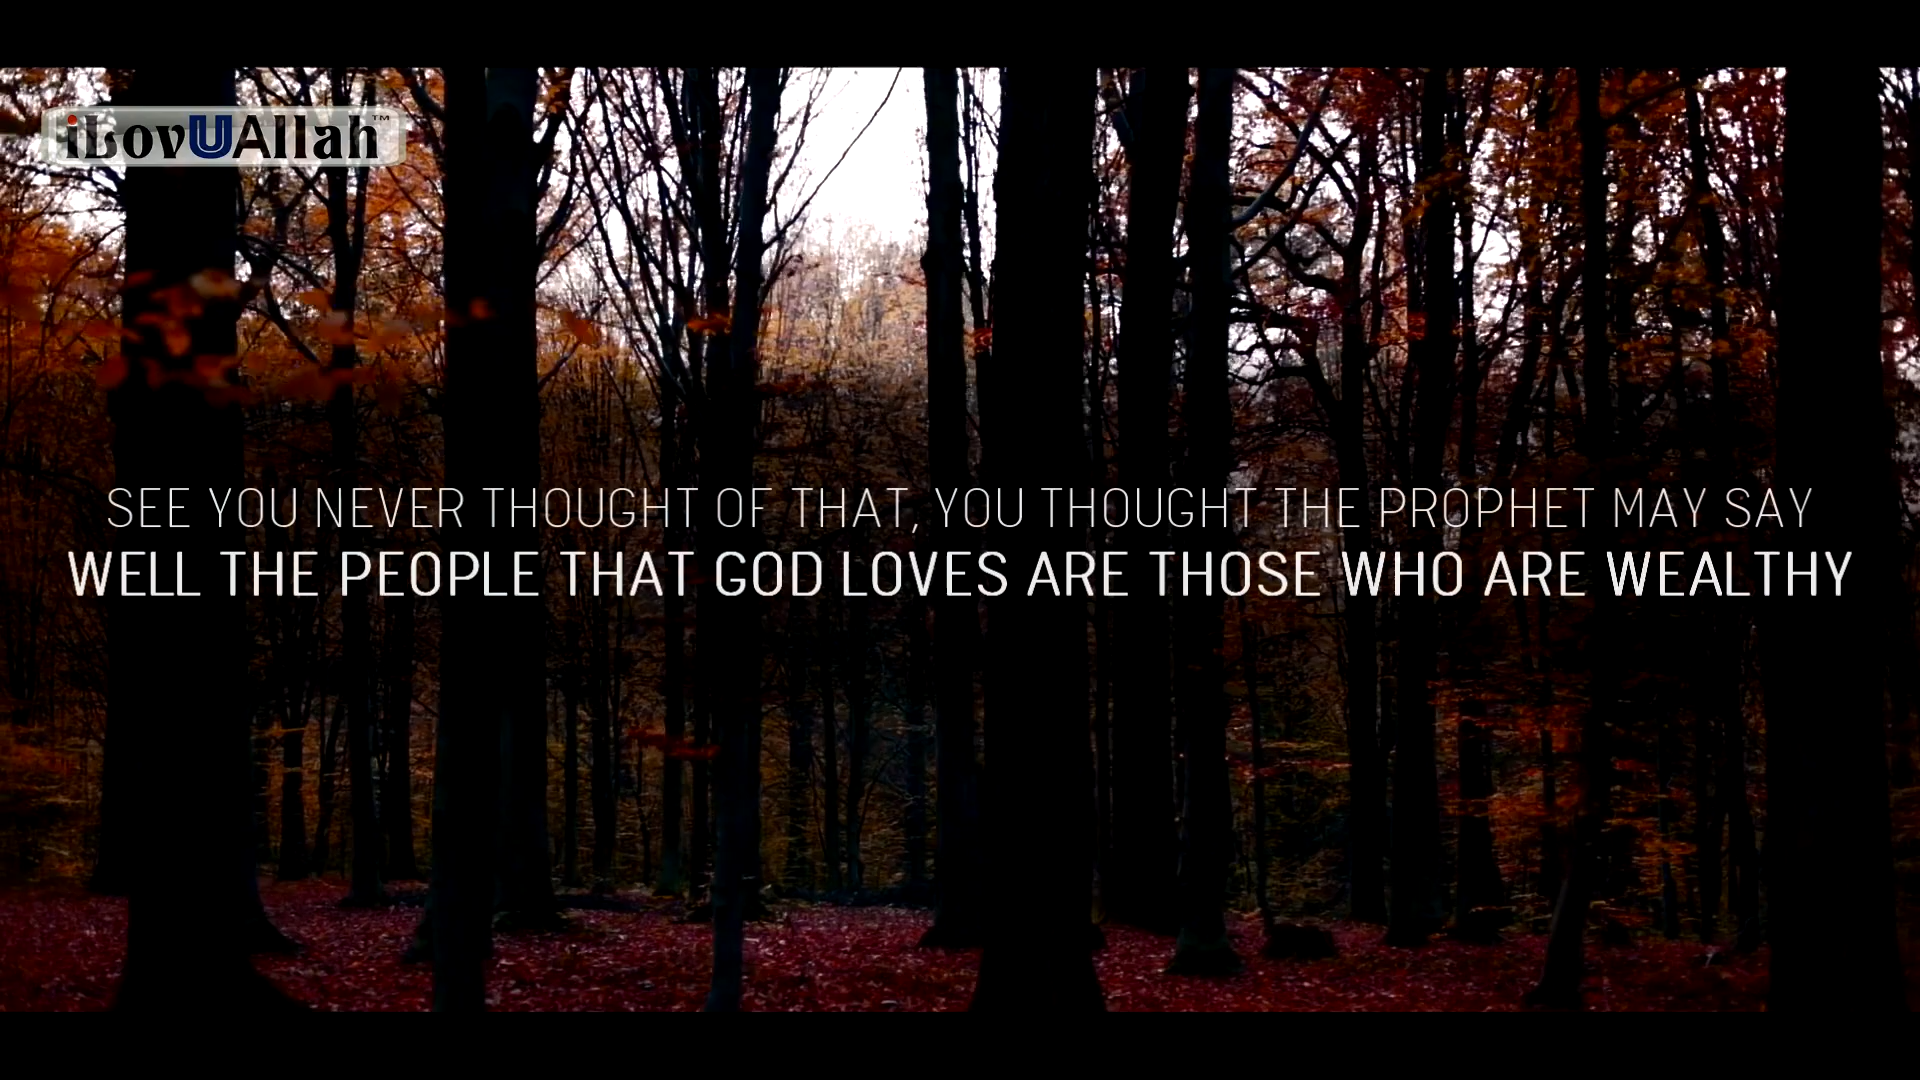 iLovUAllah™
SEE YOU NEVER THOUGHT OF THAT, YOU THOUGHT THE PROPHET MAY SAY
WELL THE PEOPLE THAT GOD LOVES ARE THOSE WHO ARE WEALTHY